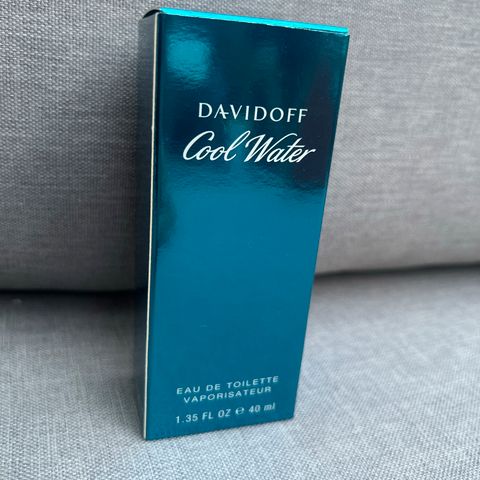 DAVIDOFF
Cool Water
EAU DE TOILETTE
VAPORISATEUR
1.35 FL OZ ℮ 40 ml